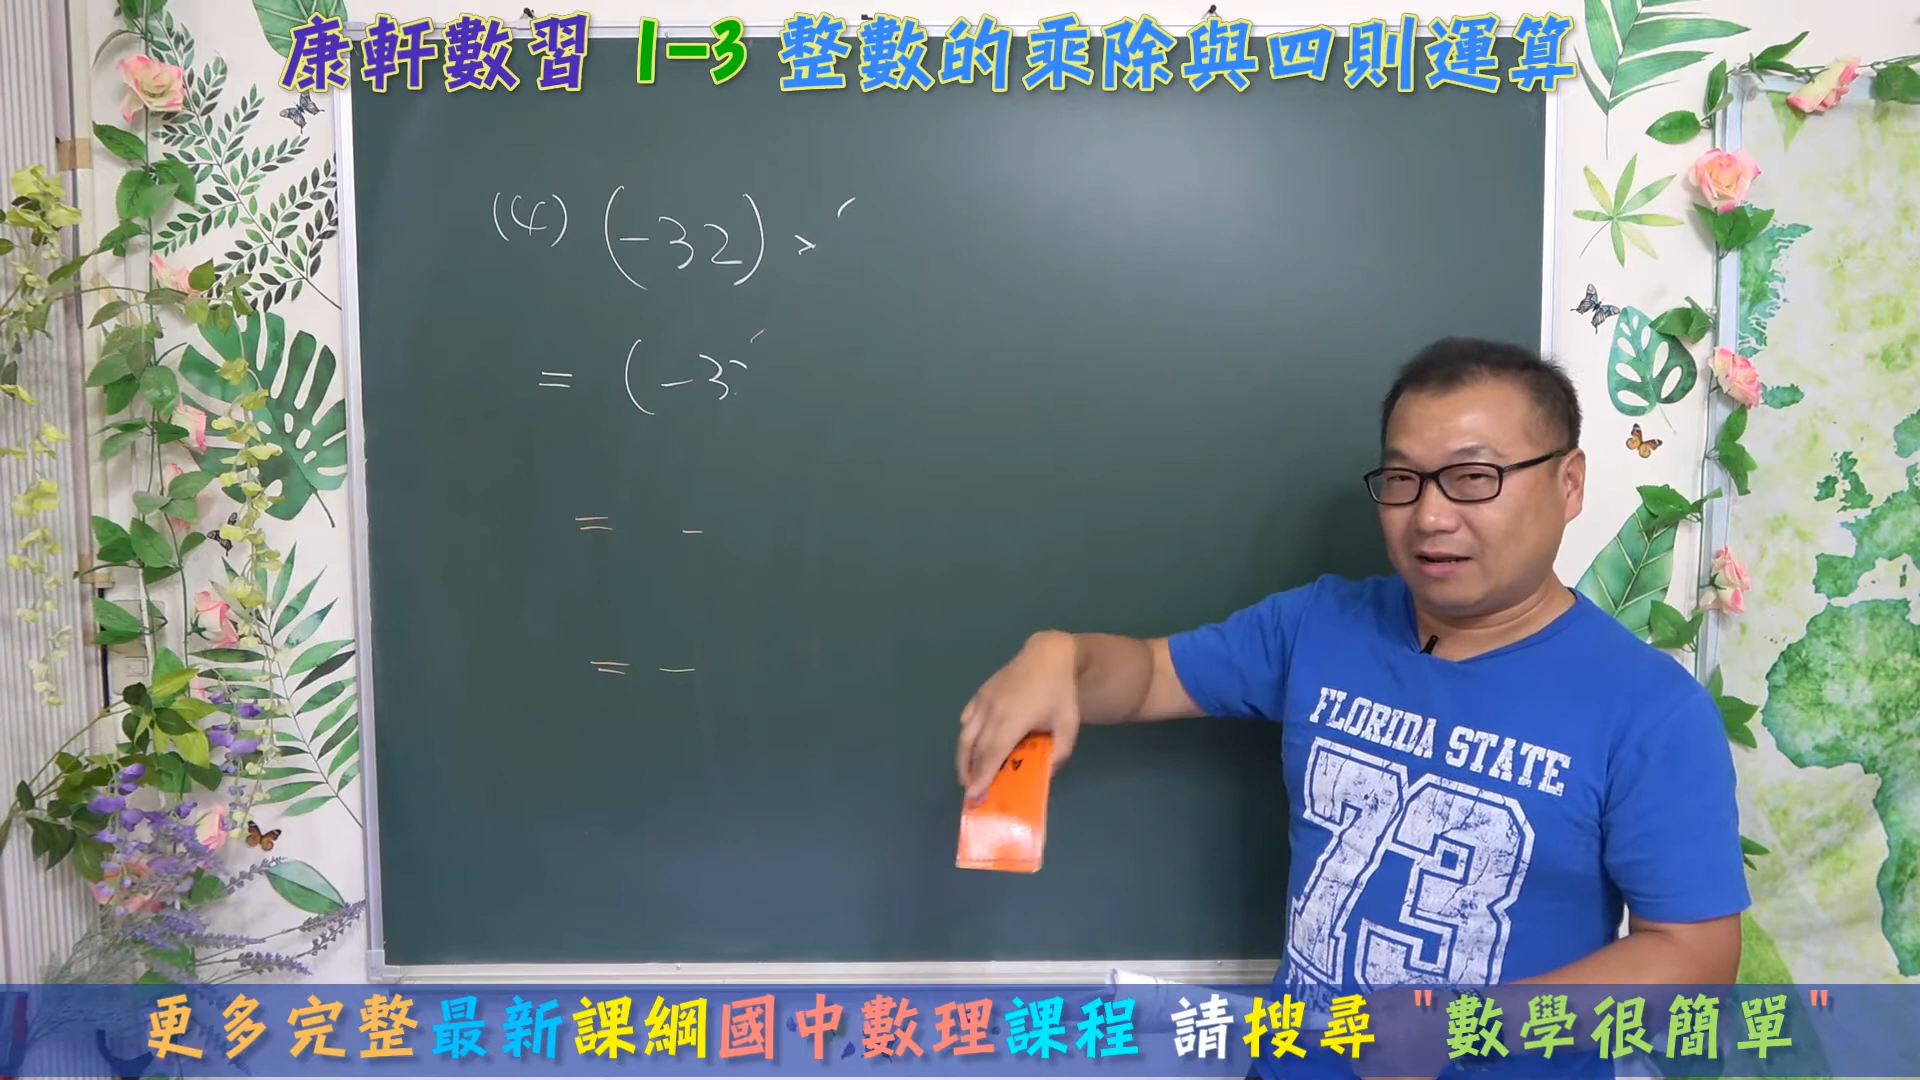 康軒數習 1-3 整數的乘除與四則運算
(4) (-32) ×
= (-3
= -
= -
FLORIDA STATE
73
更多完整最新課綱國中數理課程 請搜尋 "數學很簡單"